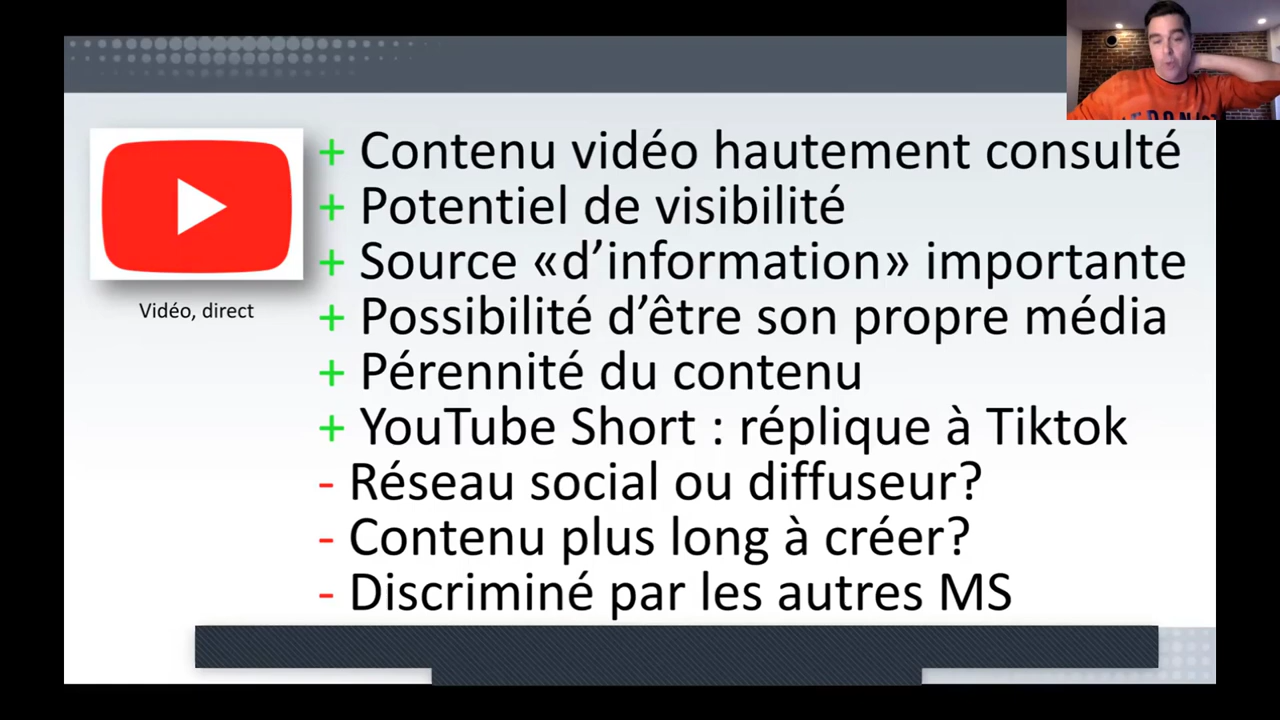 + Contenu vidéo hautement consulté
+ Potentiel de visibilité
+ Source «d’information» importante
+ Possibilité d’être son propre média
+ Pérennité du contenu
+ YouTube Short : réplique à Tiktok
- Réseau social ou diffuseur?
- Contenu plus long à créer?
- Discriminé par les autres MS
Vidéo, direct